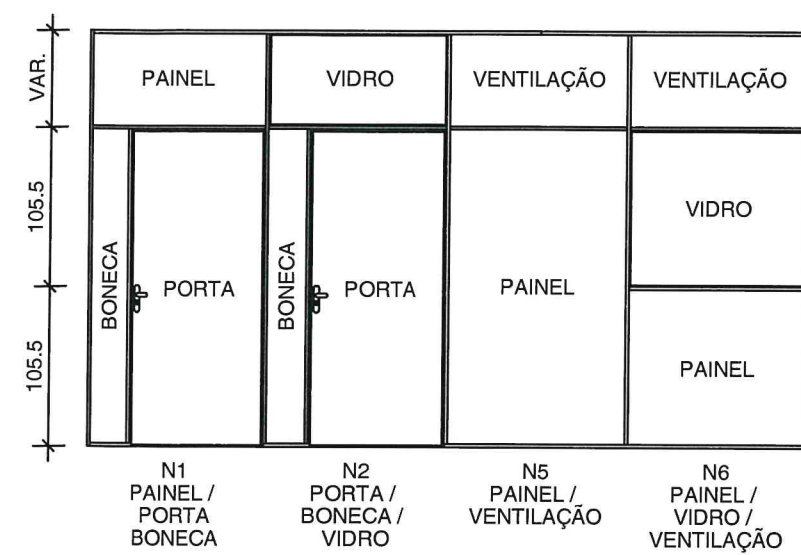 VAR.
PAINEL
VIDRO
VENTILAÇÃO
VENTILAÇÃO
105.5
105.5
BONECA
PORTA
BONECA
PORTA
PAINEL
VIDRO
PAINEL
N1
PAINEL /
PORTA
BONECA
N2
PORTA /
BONECA /
VIDRO
N5
PAINEL /
VENTILAÇÃO
N6
PAINEL /
VIDRO /
VENTILAÇÃO